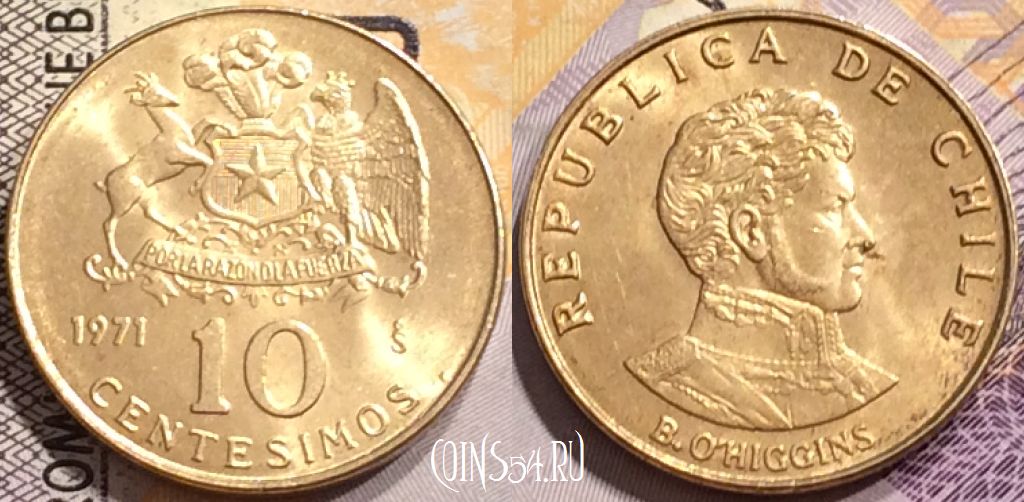 POR LA RAZON O LA FUERZA
1971
10
CENTESIMOS
REPUBLICA DE CHILE
B. O'HIGGINS
COINS54.RU